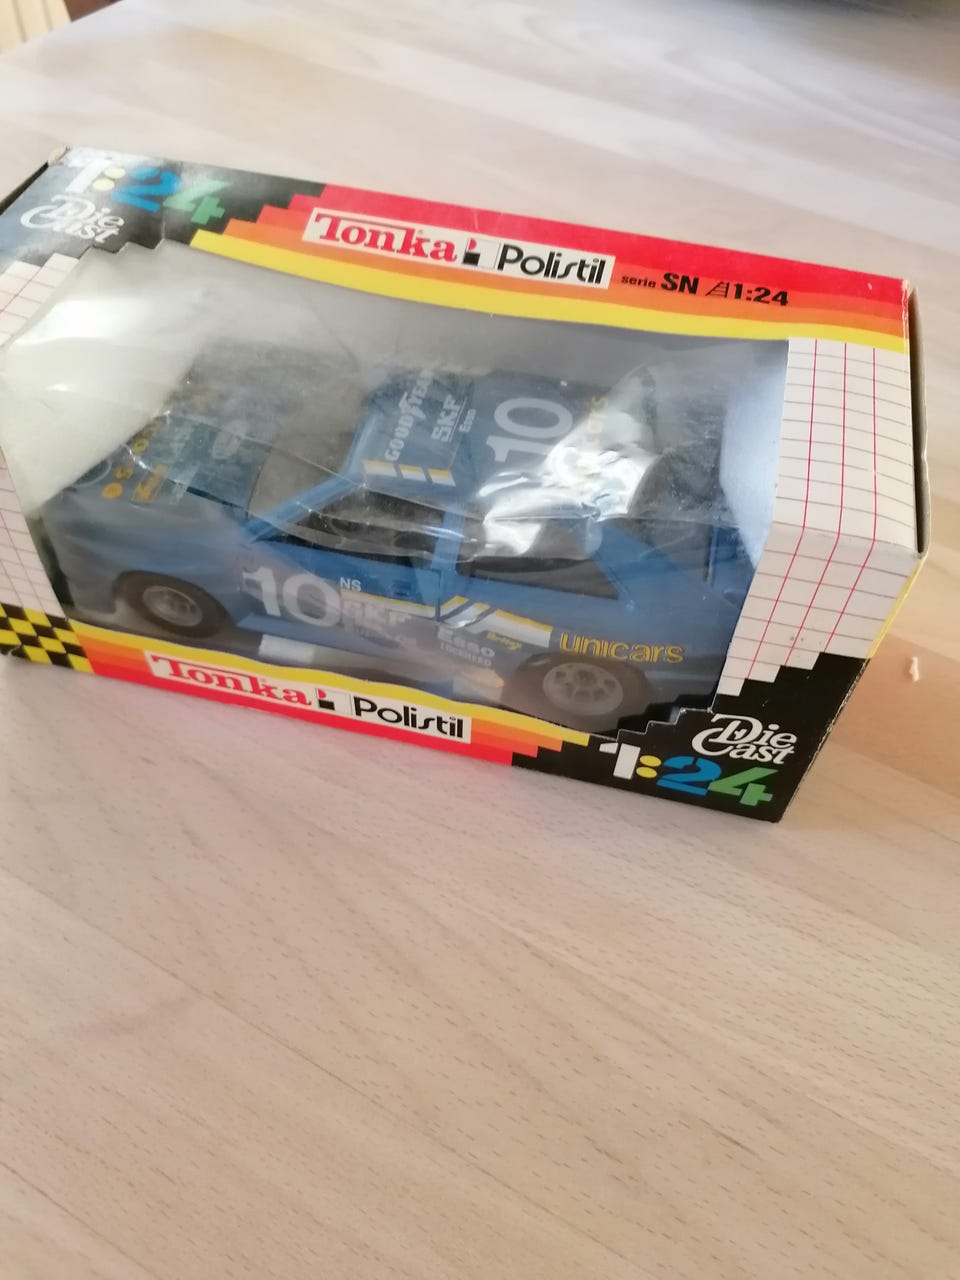 1:24
Die Cast
Tonka Polistil
serie SN 1:24
GOODYEAR
SKF
Esso
10
10
NS
SKF
Esso
unicars
Tonka Polistil
Die Cast
1:24